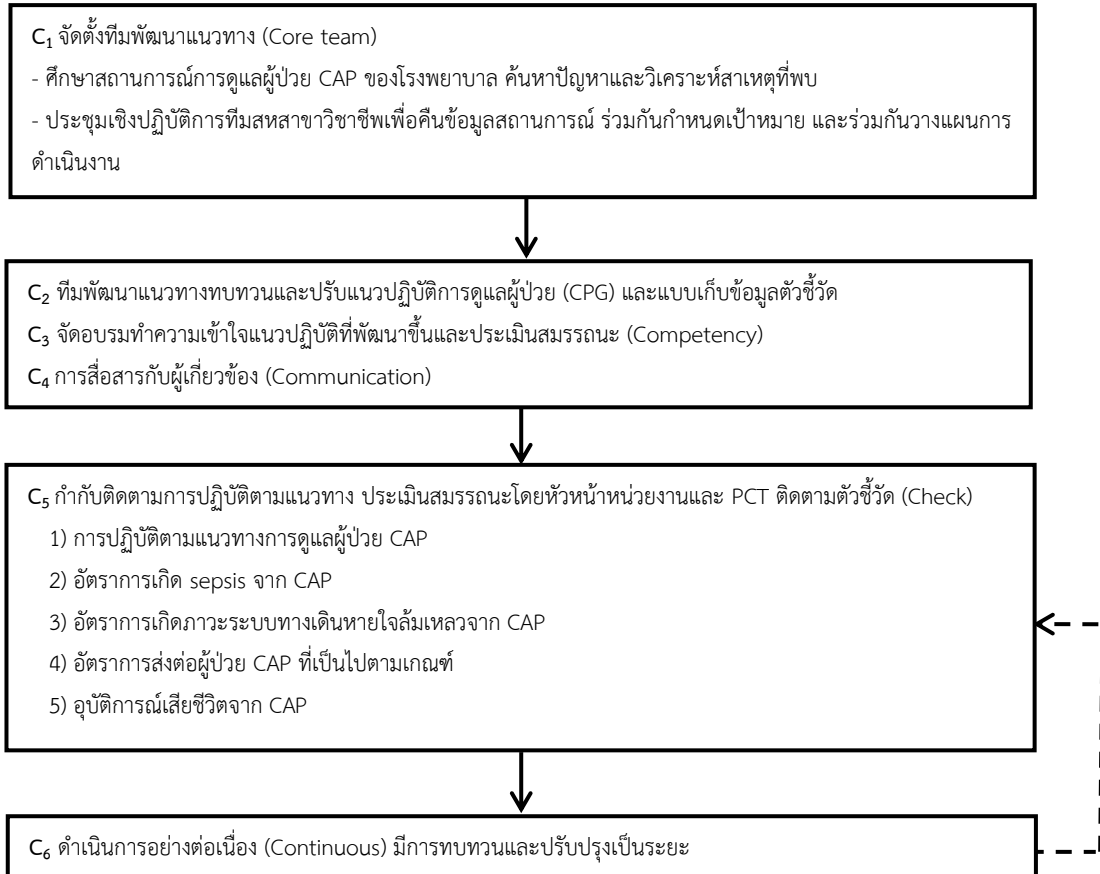 C₁ จัดตั้งทีมพัฒนาแนวทาง (Core team)
- ศึกษาสถานการณ์การดูแลผู้ป่วย CAP ของโรงพยาบาล ค้นหาปัญหาและวิเคราะห์สาเหตุที่พบ
- ประชุมเชิงปฏิบัติการทีมสหสาขาวิชาชีพเพื่อคืนข้อมูลสถานการณ์ ร่วมกันกำหนดเป้าหมาย และร่วมกันวางแผนการ
ดำเนินงาน
C₂ ทีมพัฒนาแนวทางทบทวนและปรับแนวปฏิบัติการดูแลผู้ป่วย (CPG) และแบบเก็บข้อมูลตัวชี้วัด
C₃ จัดอบรมทำความเข้าใจแนวปฏิบัติที่พัฒนาขึ้นและประเมินสมรรถนะ (Competency)
C₄ การสื่อสารกับผู้เกี่ยวข้อง (Communication)
C₅ กำกับติดตามการปฏิบัติตามแนวทาง ประเมินสมรรถนะโดยหัวหน้าหน่วยงานและ PCT ติดตามตัวชี้วัด (Check)
1) การปฏิบัติตามแนวทางการดูแลผู้ป่วย CAP
2) อัตราการเกิด sepsis จาก CAP
3) อัตราการเกิดภาวะระบบทางเดินหายใจล้มเหลวจาก CAP
4) อัตราการส่งต่อผู้ป่วย CAP ที่เป็นไปตามเกณฑ์
5) อุบัติการณ์เสียชีวิตจาก CAP
C₆ ดำเนินการอย่างต่อเนื่อง (Continuous) มีการทบทวนและปรับปรุงเป็นระยะ